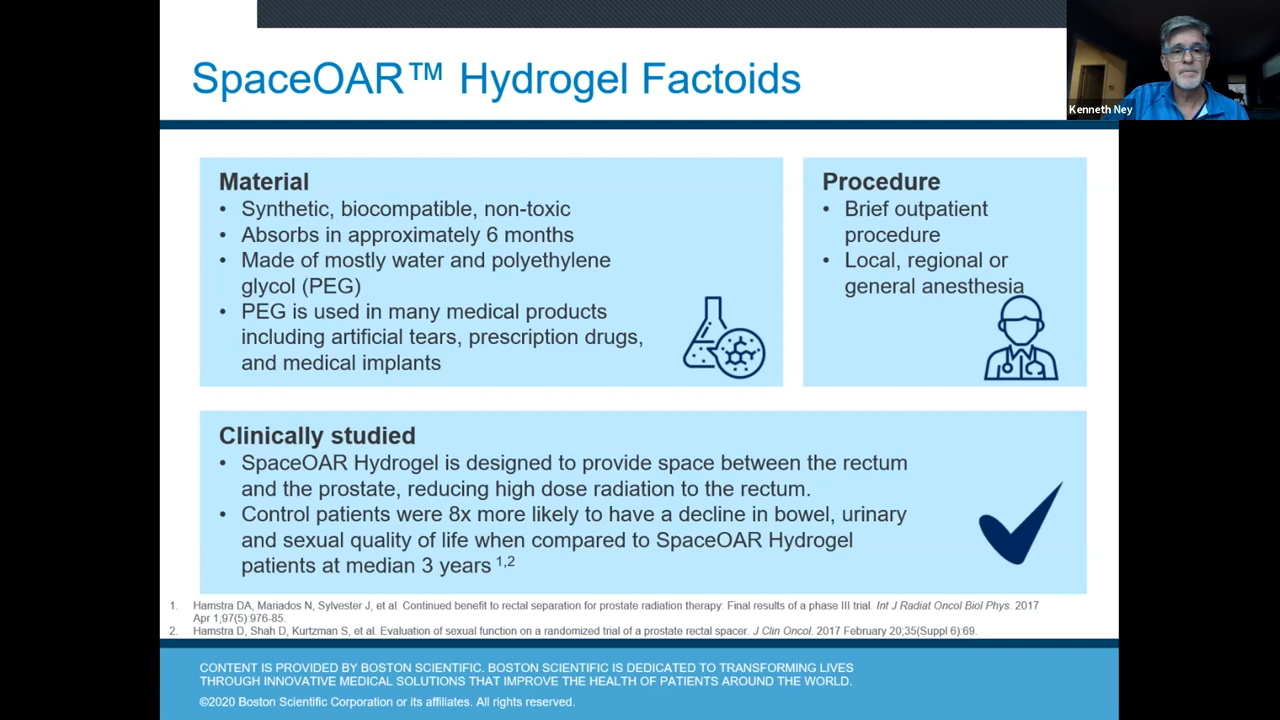 SpaceOAR™ Hydrogel Factoids
Kenneth Ney
Material
• Synthetic, biocompatible, non-toxic
• Absorbs in approximately 6 months
• Made of mostly water and polyethylene
glycol (PEG)
• PEG is used in many medical products
including artificial tears, prescription drugs,
and medical implants
Procedure
• Brief outpatient
procedure
• Local, regional or
general anesthesia
Clinically studied
• SpaceOAR Hydrogel is designed to provide space between the rectum
and the prostate, reducing high dose radiation to the rectum.
• Control patients were 8x more likely to have a decline in bowel, urinary
and sexual quality of life when compared to SpaceOAR Hydrogel
patients at median 3 years 1,2
1. Hamstra DA, Mariados N, Sylvester J, et al. Continued benefit to rectal separation for prostate radiation therapy: Final results of a phase III trial. Int J Radiat Oncol Biol Phys. 2017
Apr 1;97(5):976-85.
2. Hamstra D, Shah D, Kurtzman S, et al. Evaluation of sexual function on a randomized trial of a prostate rectal spacer. J Clin Oncol. 2017 February 20;35(Suppl 6):69.
CONTENT IS PROVIDED BY BOSTON SCIENTIFIC. BOSTON SCIENTIFIC IS DEDICATED TO TRANSFORMING LIVES
THROUGH INNOVATIVE MEDICAL SOLUTIONS THAT IMPROVE THE HEALTH OF PATIENTS AROUND THE WORLD.
©2020 Boston Scientific Corporation or its affiliates. All rights reserved.